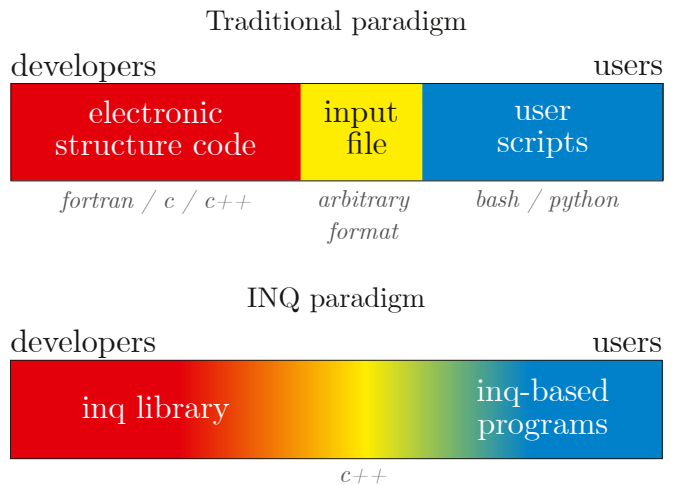 Traditional paradigm
developers users
electronic
structure code
input
file
user
scripts
fortran / c / c++
arbitrary
format
bash / python
INQ paradigm
developers users
inq library
inq-based
programs
c++